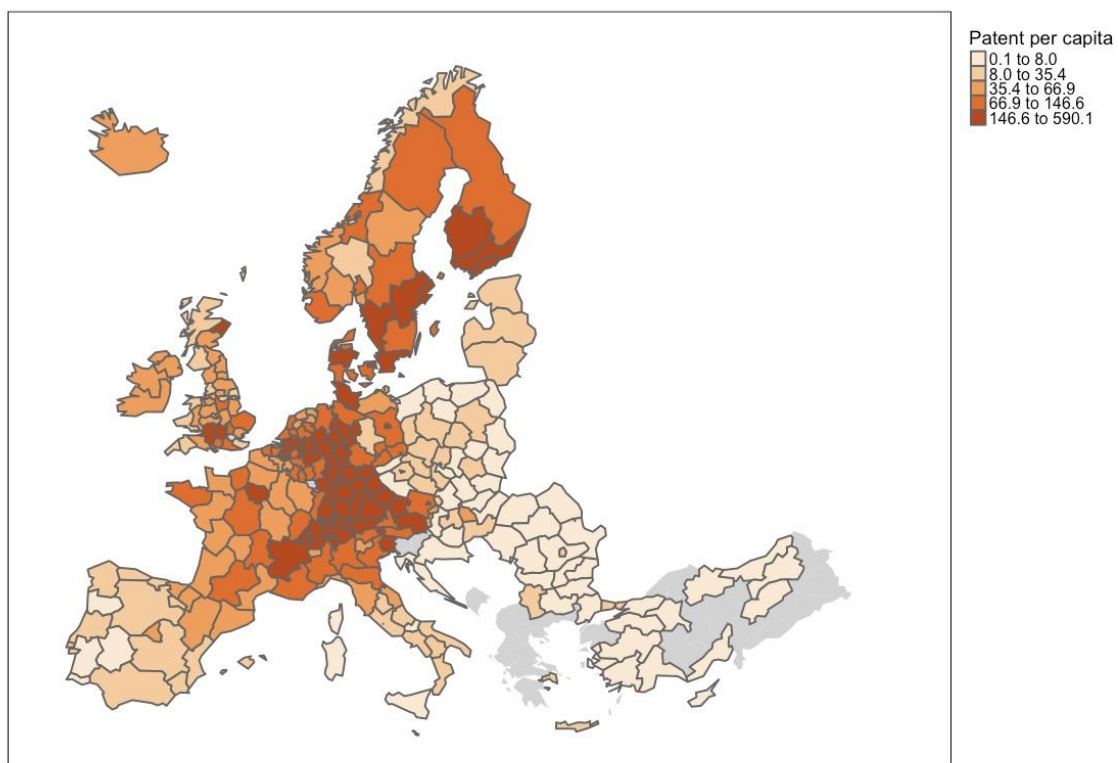 Patent per capita
0.1 to 8.0
8.0 to 35.4
35.4 to 66.9
66.9 to 146.6
146.6 to 590.1